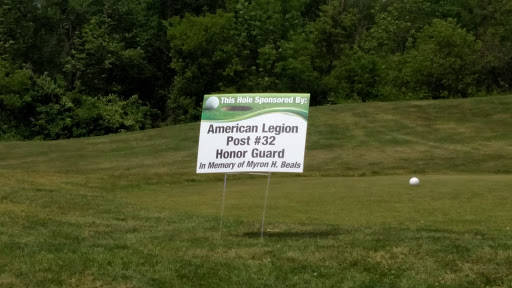 This Hole Sponsored By:
American Legion
Post #32
Honor Guard
In Memory of Myron H. Beals